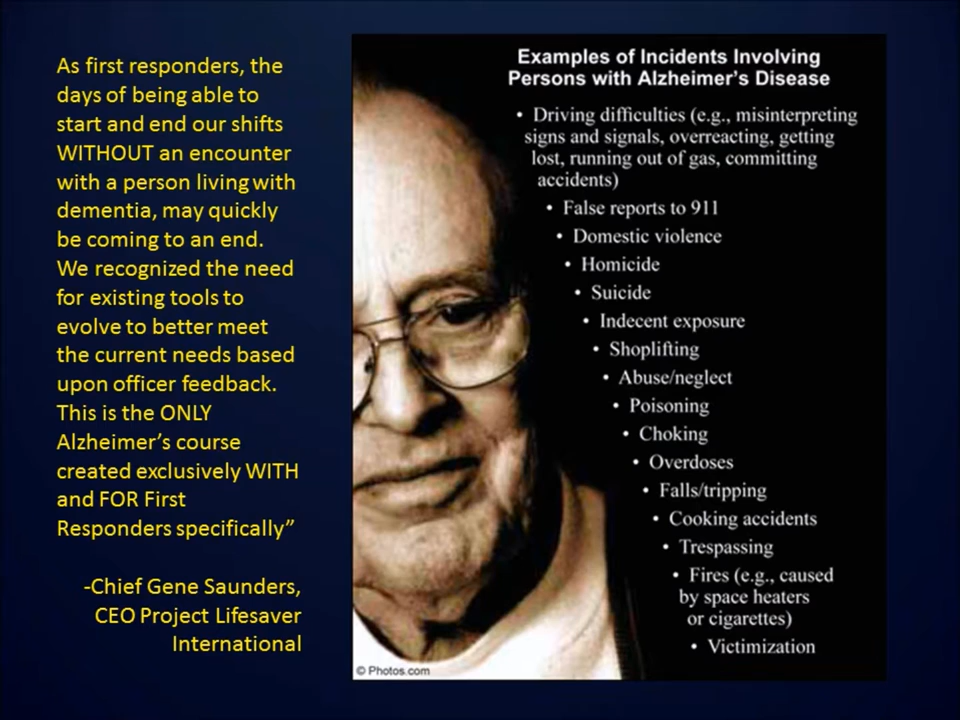 As first responders, the
days of being able to
start and end our shifts
WITHOUT an encounter
with a person living with
dementia, may quickly
be coming to an end.
We recognized the need
for existing tools to
evolve to better meet
the current needs based
upon officer feedback.
This is the ONLY
Alzheimer’s course
created exclusively WITH
and FOR First
Responders specifically”
-Chief Gene Saunders,
CEO Project Lifesaver
International
Examples of Incidents Involving
Persons with Alzheimer’s Disease
• Driving difficulties (e.g., misinterpreting
signs and signals, overreacting, getting
lost, running out of gas, committing
accidents)
• False reports to 911
• Domestic violence
• Homicide
• Suicide
• Indecent exposure
• Shoplifting
• Abuse/neglect
• Poisoning
• Choking
• Overdoses
• Falls/tripping
• Cooking accidents
• Trespassing
• Fires (e.g., caused
by space heaters
or cigarettes)
• Victimization
© Photos.com